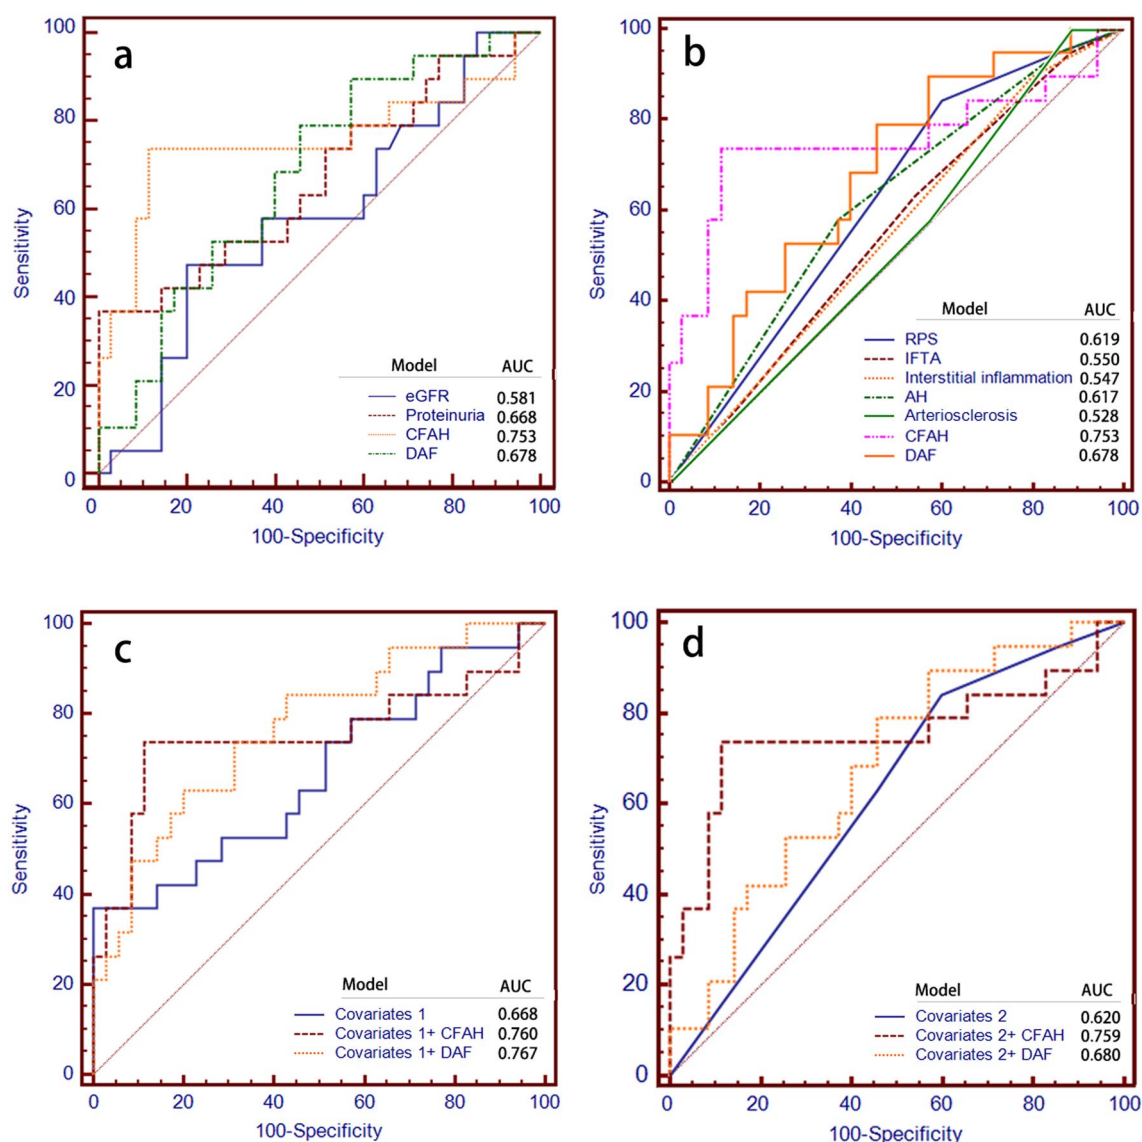 a
100
80
60
40
20
0
Sensitivity
Model AUC
eGFR 0.581
Proteinuria 0.668
CFAH 0.753
DAF 0.678
0 20 40 60 80 100
100-Specificity
b
100
80
60
40
20
0
Sensitivity
Model AUC
RPS 0.619
IFTA 0.550
Interstitial inflammation 0.547
AH 0.617
Arteriosclerosis 0.528
CFAH 0.753
DAF 0.678
0 20 40 60 80 100
100-Specificity
c
100
80
60
40
20
0
Sensitivity
Model AUC
Covariates 1 0.668
Covariates 1+ CFAH 0.760
Covariates 1+ DAF 0.767
0 20 40 60 80 100
100-Specificity
d
100
80
60
40
20
0
Sensitivity
Model AUC
Covariates 2 0.620
Covariates 2+ CFAH 0.759
Covariates 2+ DAF 0.680
0 20 40 60 80 100
100-Specificity